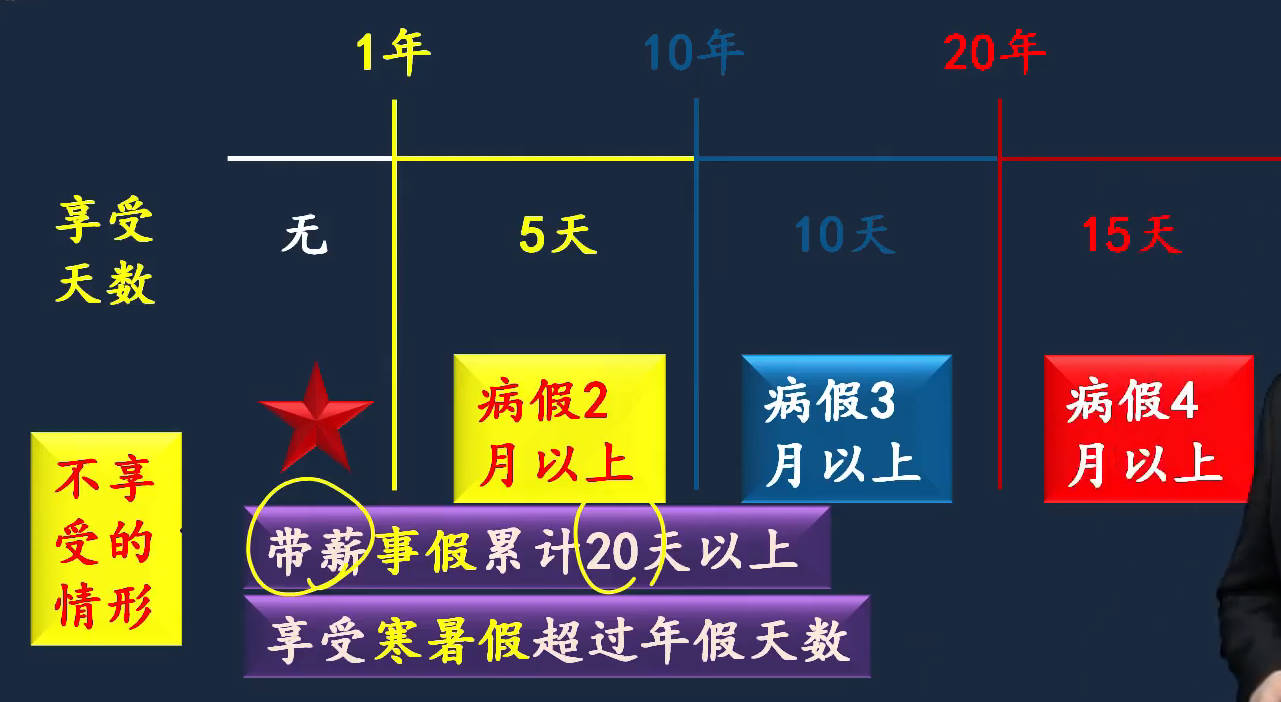 1年 10年 20年
享受
天数
无 5天 10天 15天
病假2
月以上
病假3
月以上
病假4
月以上
不享
受的
情形
带薪事假累计20天以上
享受寒暑假超过年假天数